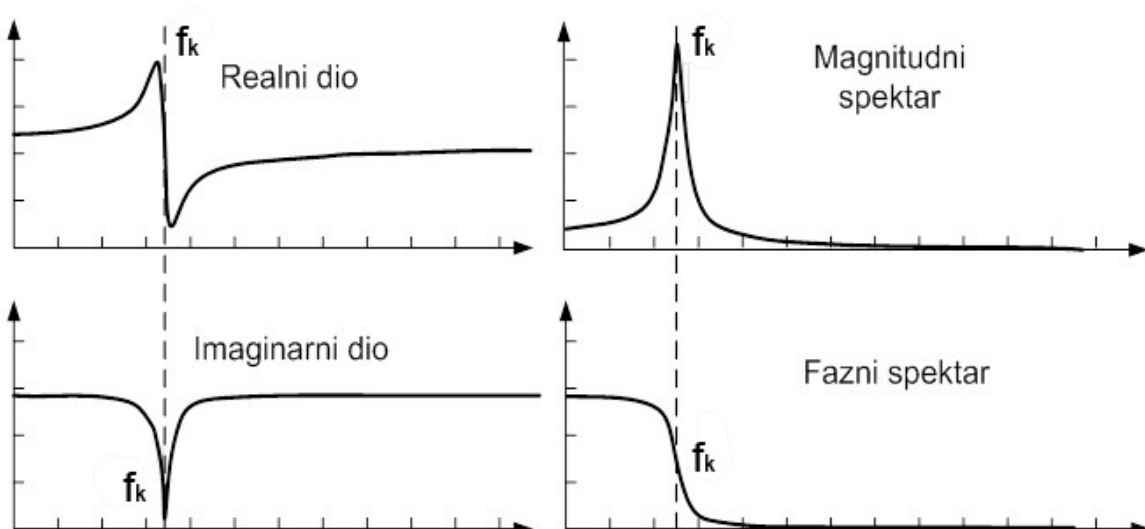 fk
Realni dio
fk
Magnitudni
spektar
Imaginarni dio
fk
Fazni spektar
fk